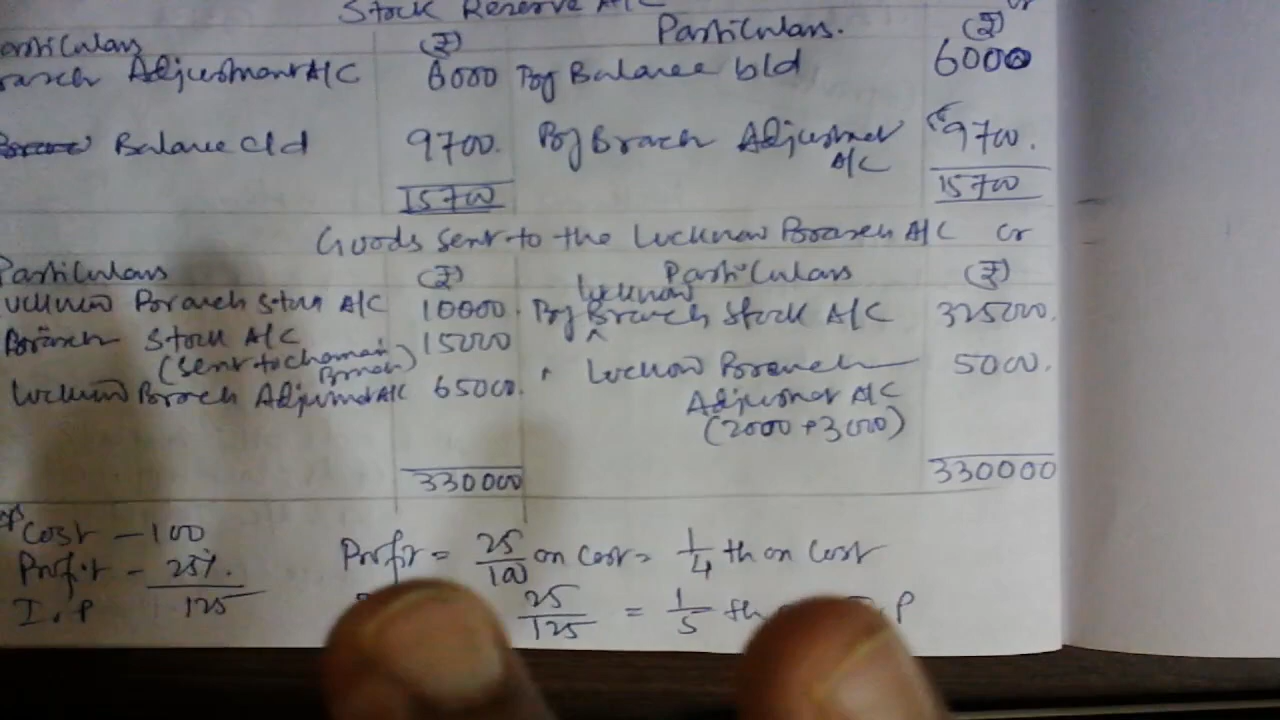 Stock Reserve A/C cr
Particulars (₹) Particulars. (₹)
Branch Adjustment A/C 6000 By Balance b/d 6000
Balance c/d 9700. By Branch Adjustmet A/C 9700.
15700 15700
Goods sent to the Lucknow Branch A/C cr
Particulars (₹) Particulars (₹)
Lucknow Branch Stock A/C 10000. By Lucknow Branch Stock A/C 325000.
Branch Stock A/C 15000
(Sent to Branch)
Lucknow Branch Adjustment A/C 65000. " Lucknow Branch 5000.
Adjustment A/C
(2000 + 3000)
330000 330000
Cost - 100
Profit - 25%.
I.P 125
Profit = 25/100 on cost = 1/4 th on cost
25/125 = 1/5 th P